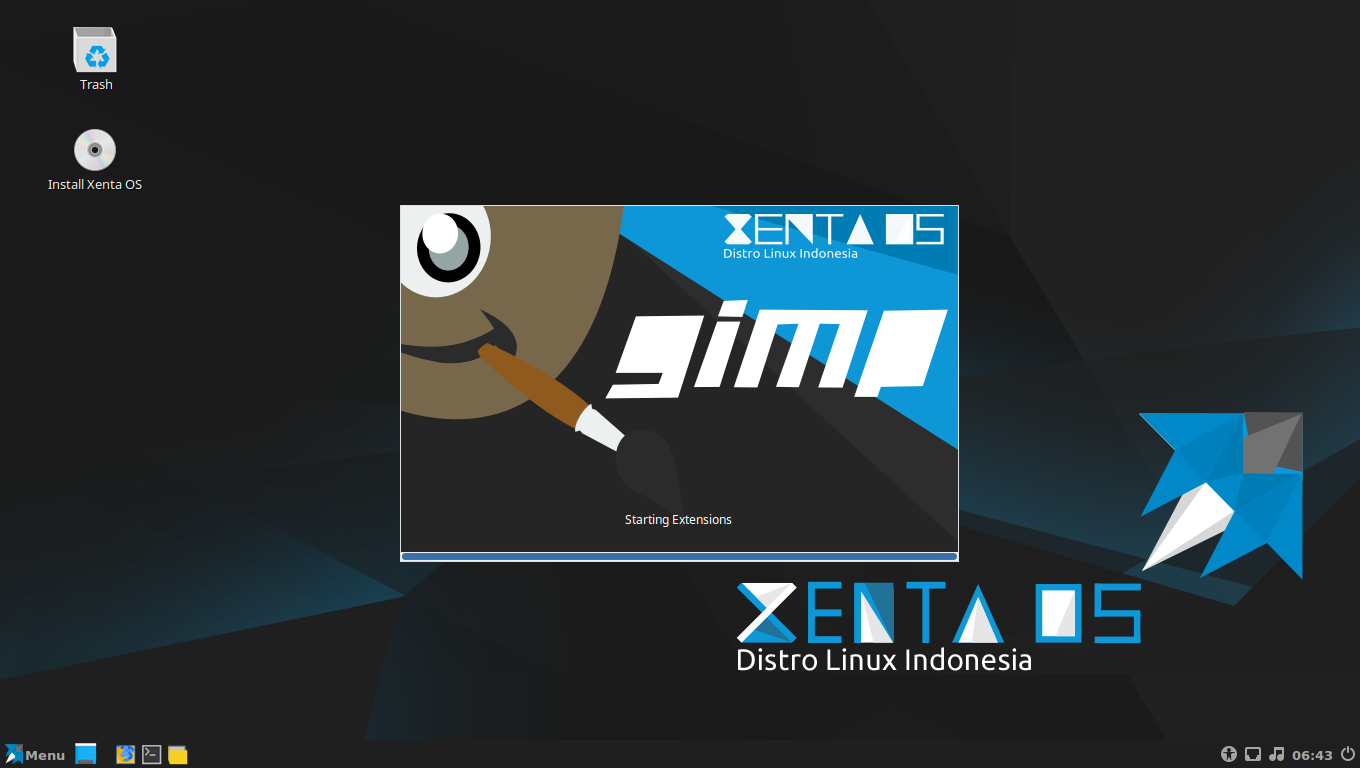 Trash
Install Xenta OS
XENTA OS
Distro Linux Indonesia
gimp
Starting Extensions
XENTA OS
Distro Linux Indonesia
Menu
06:43